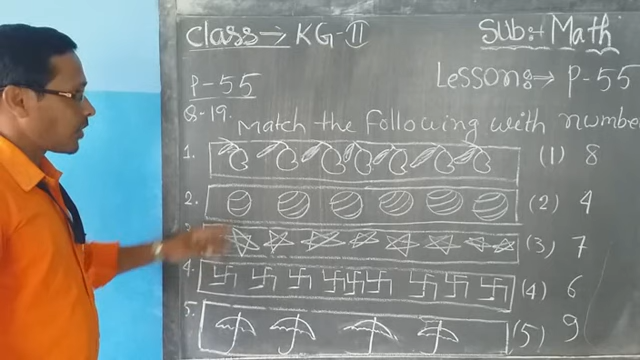 Class → KG-II
Sub:- Math
P-55
Lesson:→ P-55
Q-19. Match the following with number
1. (1) 8
2. (2) 4
3. (3) 7
4. (4) 6
5. (5) 9